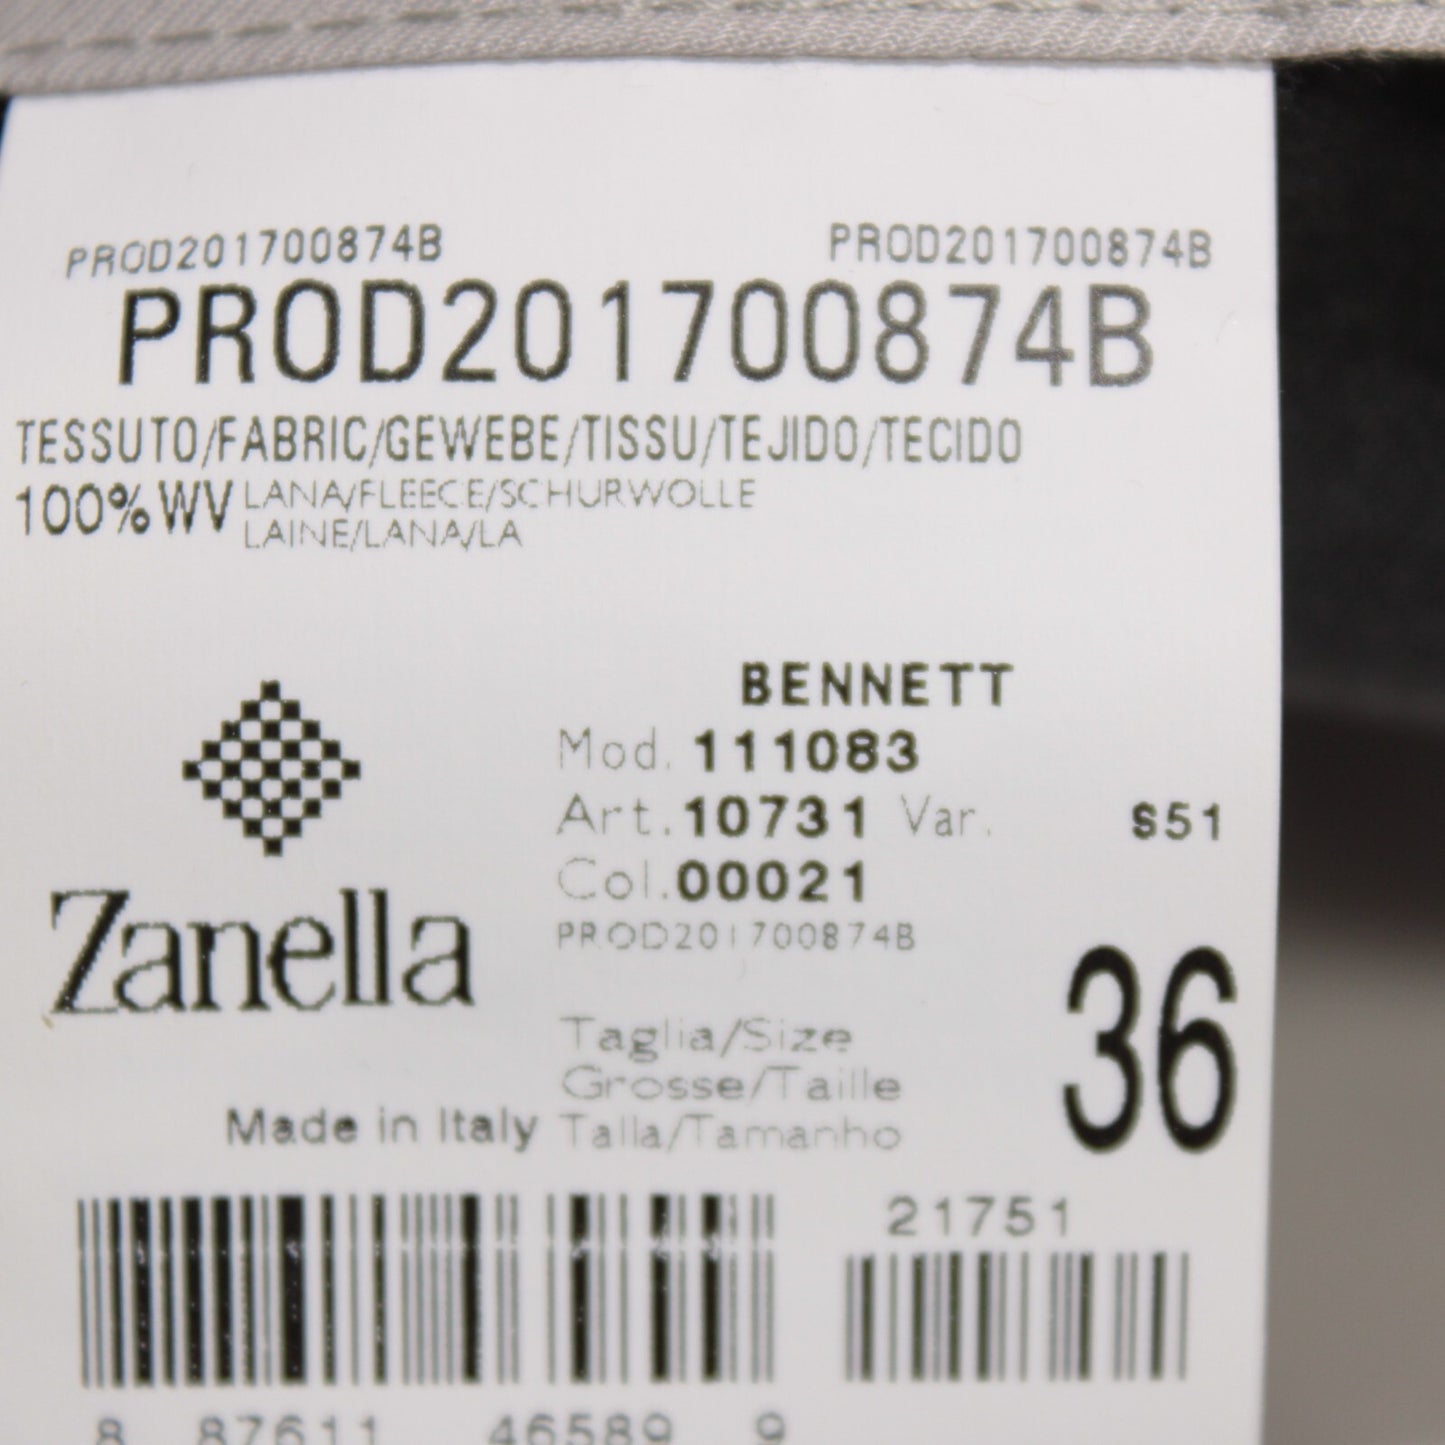 PROD201700874B PROD201700874B
PROD201700874B
TESSUTO/FABRIC/GEWEBE/TISSU/TEJIDO/TECIDO
100% WV LANA/FLEECE/SCHURWOLLE
LAINE/LANA/LA
BENNETT
Mod. 111083
Art. 10731 Var. S51
Col. 00021
PROD201700874B
Zanella
Taglia/Size
Grosse/Taille
Talla/Tamanho
36
Made in Italy
21751
8 87611 46589 9